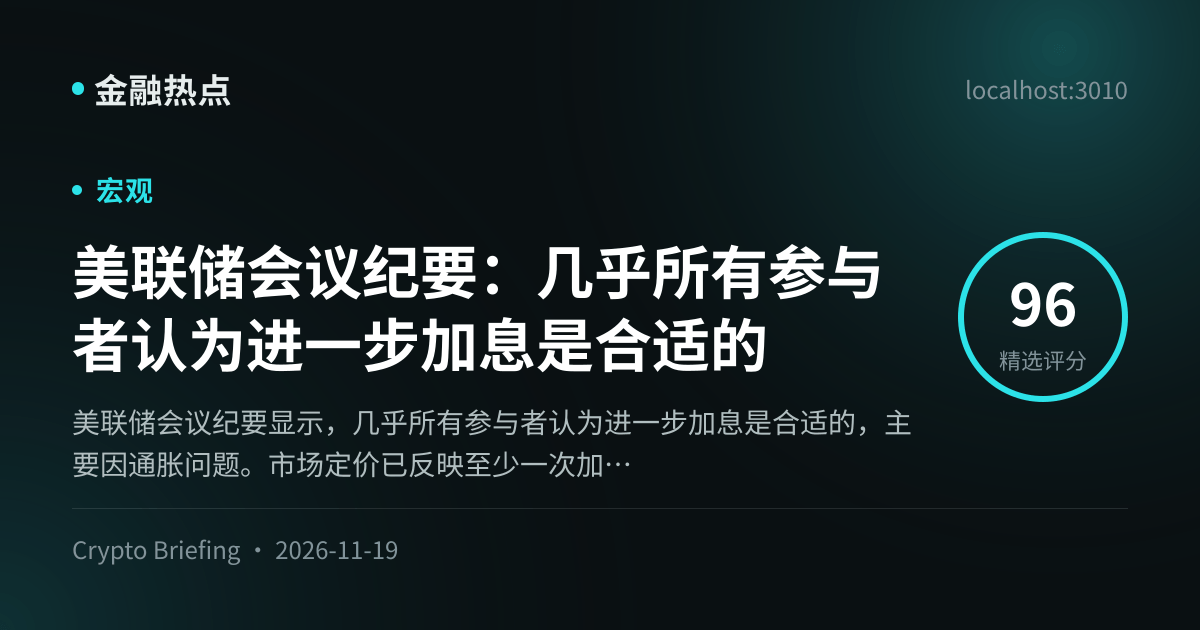 金融热点
localhost:3010
宏观
美联储会议纪要：几乎所有参与
者认为进一步加息是合适的
96
精选评分
美联储会议纪要显示，几乎所有参与者认为进一步加息是合适的，主
要因通胀问题。市场定价已反映至少一次加…
Crypto Briefing · 2026-11-19